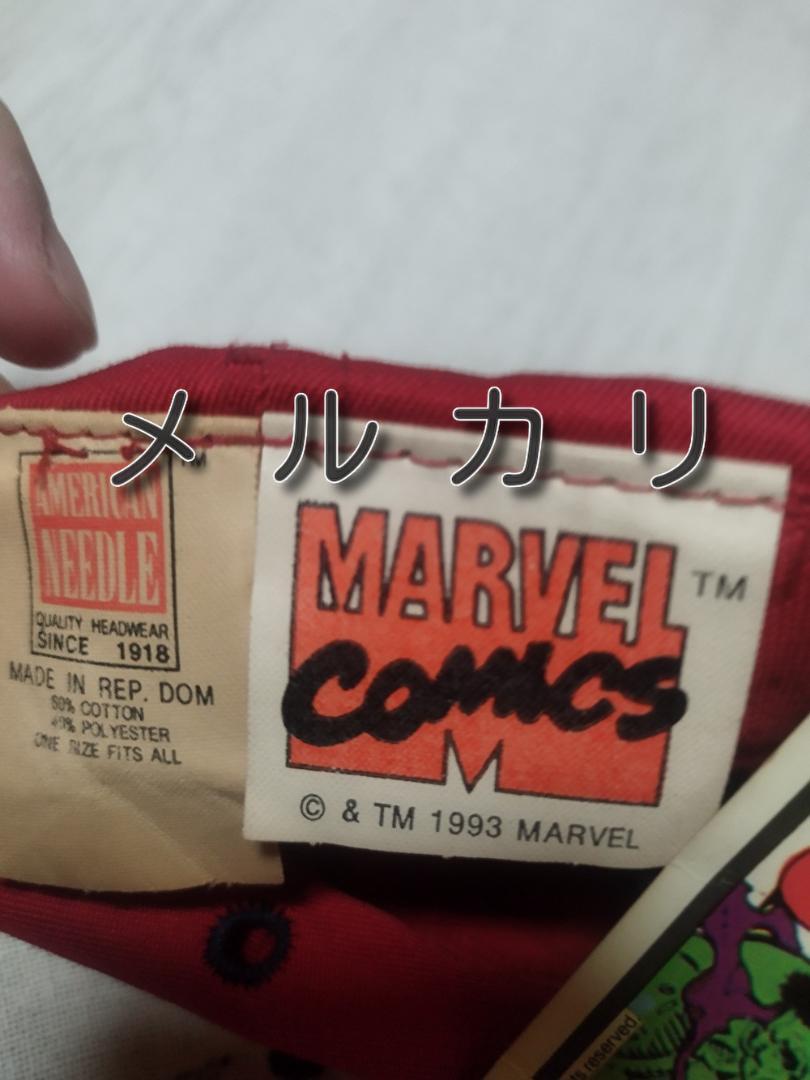 メルカリ
AMERICAN
NEEDLE
QUALITY HEADWEAR
SINCE 1918
MADE IN REP. DOM
60% COTTON
40% POLYESTER
ONE SIZE FITS ALL
MARVEL TM
COMICS
© & TM 1993 MARVEL
reserved